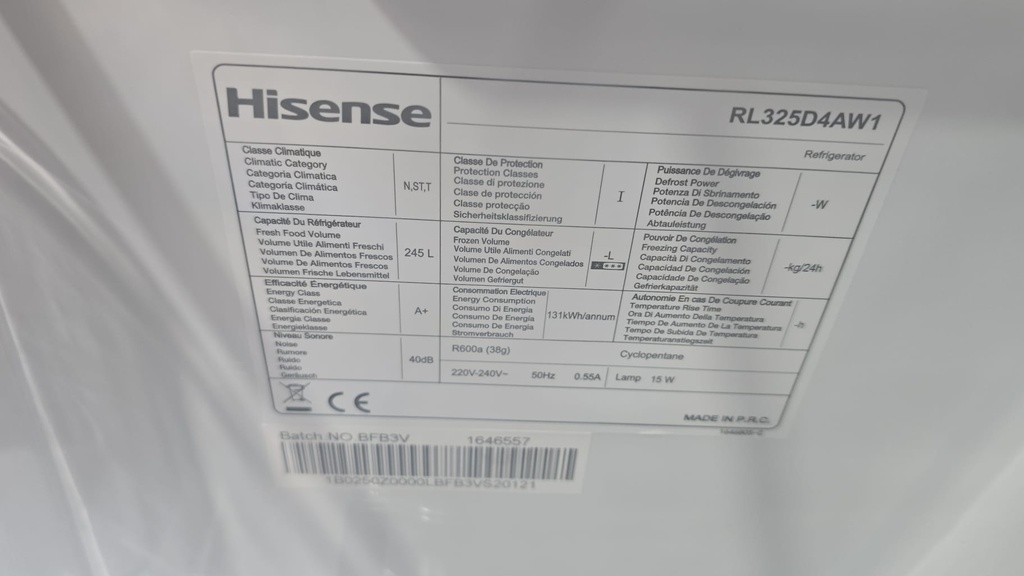 Hisense
RL325D4AW1
Refrigerator
Classe Climatique
Climatic Category
Categoria Climatica
Categoría Climática
Tipo De Clima
Klimaklasse
N,ST,T
Classe De Protection
Protection Classes
Classe di protezione
Clase de protección
Classe protecção
Sicherheitsklassifizierung
I
Puissance De Dégivrage
Defrost Power
Potenza Di Sbrinamento
Potencia De Descongelación
Potência De Descongelação
Abtauleistung
-W
Capacité Du Réfrigérateur
Fresh Food Volume
Volume Utile Alimenti Freschi
Volumen De Alimentos Frescos
Volume De Alimentos Frescos
Volumen Frische Lebensmittel
245 L
Capacité Du Congélateur
Frozen Volume
Volume Utile Alimenti Congelati
Volumen De Alimentos Congelados
Volume De Congelação
Volumen Gefriergut
-L
Pouvoir De Congélation
Freezing Capacity
Capacità Di Congelamento
Capacidad De Congelación
Capacidade De Congelação
Gefrierkapazität
-kg/24h
Efficacité Énergétique
Energy Class
Classe Energetica
Clasificación Energética
Energia Classe
Energieklasse
A+
Consommation Electrique
Energy Consumption
Consumo Di Energia
Consumo De Energía
Consumo De Energia
Stromverbrauch
131kWh/annum
Autonomie En cas De Coupure Courant
Temperature Rise Time
Ora Di Aumento Della Temperatura
Tiempo De Aumento De La Temperatura
Tempo De Subida De Temperatura
Temperaturanstiegszeit
-h
Niveau Sonore
Noise
Rumore
Ruido
Ruído
Geräusch
40dB
R600a (38g)
Cyclopentane
220V-240V~ 50Hz 0.55A Lamp 15 W
CE
MADE IN P.R.C.
Batch NO BFB3V 1646557
1B0250Z0000LBFB3VS20121